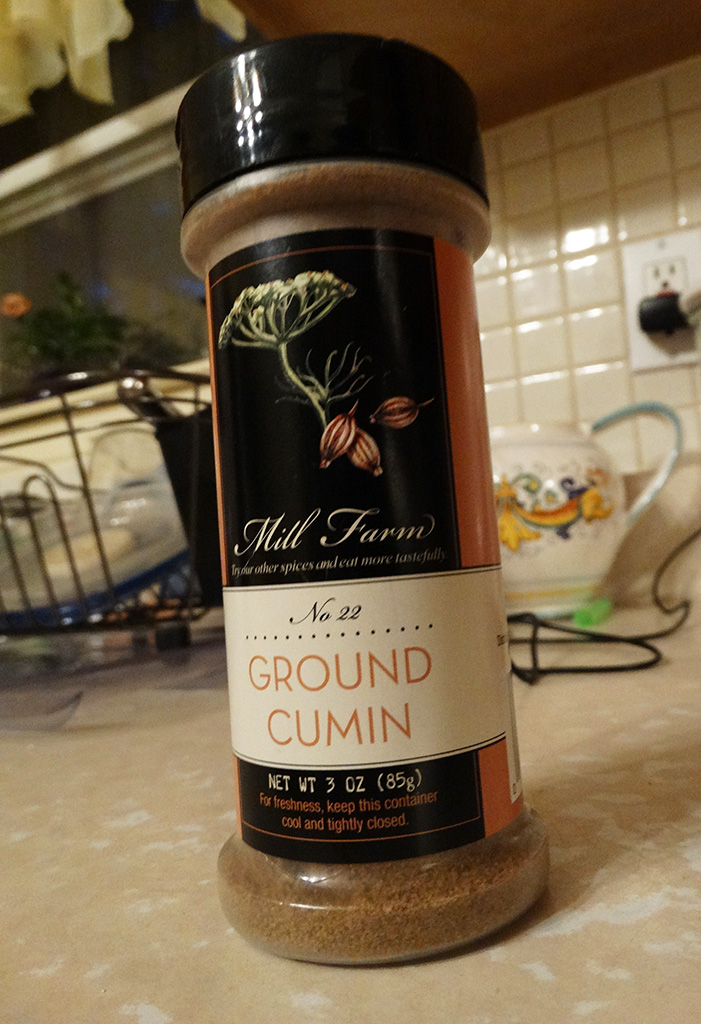 Mill Farm
Try our other spices and eat more tastefully.
No 22
GROUND
CUMIN
NET WT 3 OZ (85g)
For freshness, keep this container
cool and tightly closed.